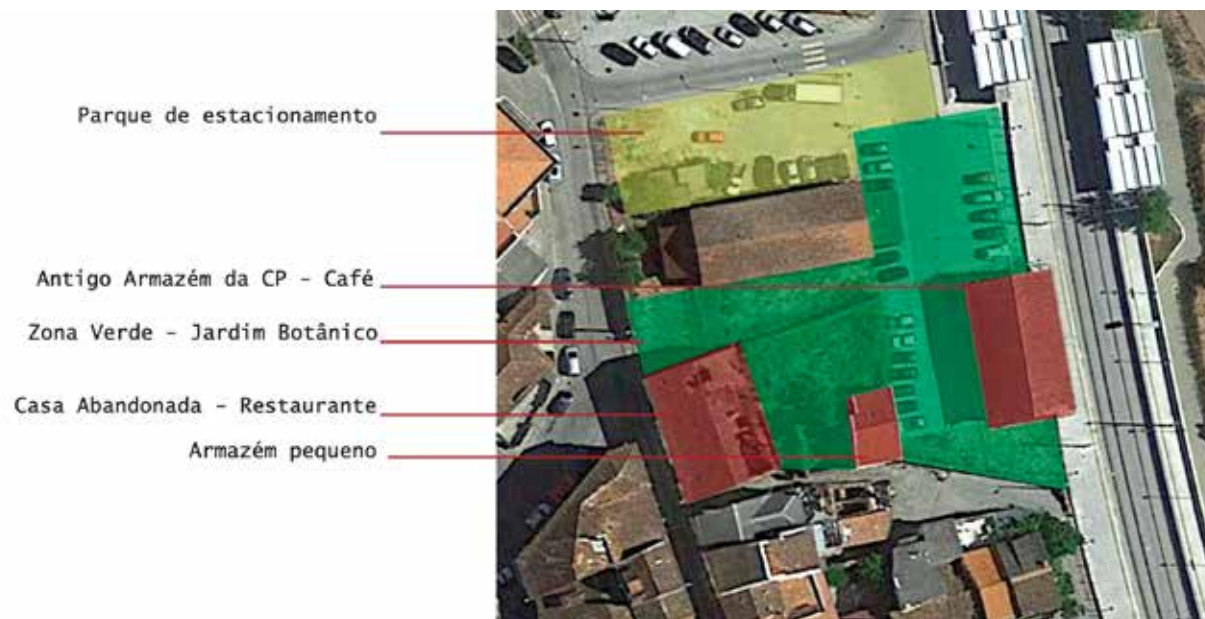 Parque de estacionamento
Antigo Armazém da CP – Café
Zona Verde – Jardim Botânico
Casa Abandonada – Restaurante
Armazém pequeno